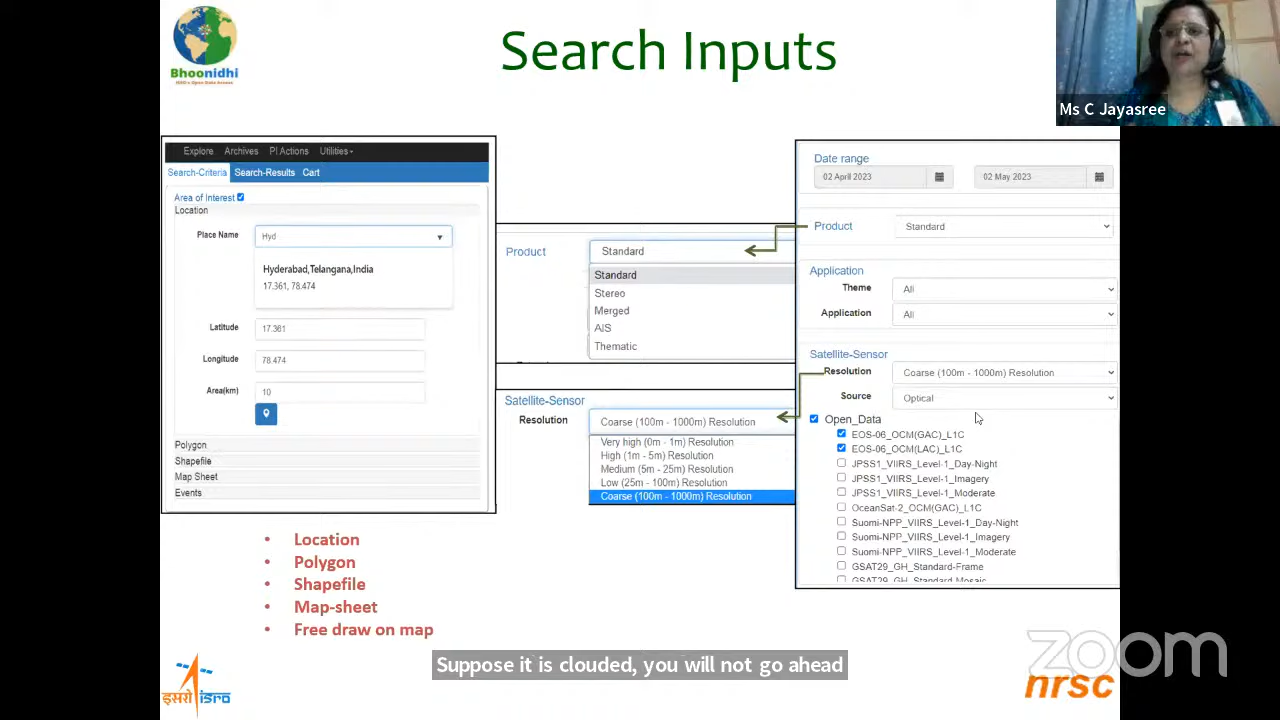 Search Inputs
Bhoonidhi
Ms C Jayasree
Explore Archives PI Actions Utilities
Search-Criteria Search-Results Cart
Area of Interest
Location
Place Name Hyd
Hyderabad,Telangana,India
17.361, 78.474
Latitude 17.361
Longitude 78.474
Area(km) 10
Polygon
Shapefile
Map Sheet
Events
Product Standard
Standard
Stereo
Merged
AIS
Thematic
Satellite-Sensor
Resolution Coarse (100m - 1000m) Resolution
Very high (0m - 1m) Resolution
High (1m - 5m) Resolution
Medium (5m - 25m) Resolution
Low (25m - 100m) Resolution
Coarse (100m - 1000m) Resolution
Date range
02 April 2023 02 May 2023
Product Standard
Application
Theme All
Application All
Satellite-Sensor
Resolution Coarse (100m - 1000m) Resolution
Source Optical
Open_Data
EOS-06_OCM(GAC)_L1C
EOS-06_OCM(LAC)_L1C
JPSS1_VIIRS_Level-1_Day-Night
JPSS1_VIIRS_Level-1_Imagery
JPSS1_VIIRS_Level-1_Moderate
OceanSat-2_OCM(GAC)_L1C
Suomi-NPP_VIIRS_Level-1_Day-Night
Suomi-NPP_VIIRS_Level-1_Imagery
Suomi-NPP_VIIRS_Level-1_Moderate
GSAT29_GH_Standard-Frame
GSAT29_GH_Standard-Mosaic
• Location
• Polygon
• Shapefile
• Map-sheet
• Free draw on map
Suppose it is clouded, you will not go ahead
इसरो isro
zoom
nrsc